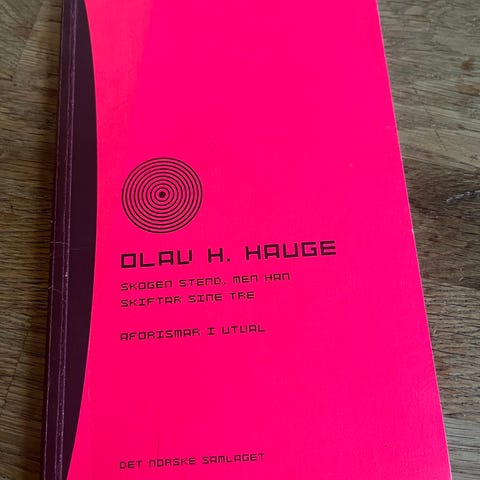 OLAV H. HAUGE
SKOGEN STEND, MEN HAN
SKIFTAR SINE TRE
AFORISMAR I UTVAL
DET NORSKE SAMLAGET